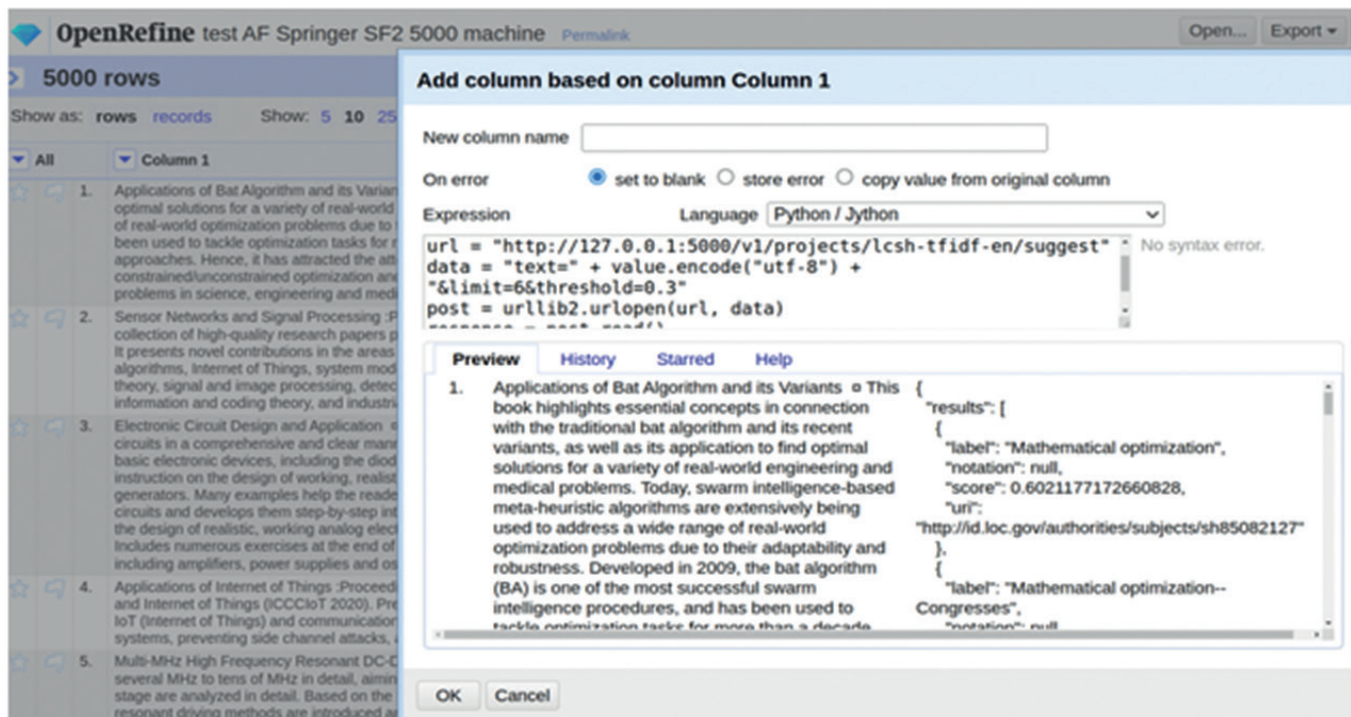 OpenRefine test AF Springer SF2 5000 machine Permalink
Open... Export
5000 rows
Show as: rows records Show: 5 10 25
All Column 1
1. Applications of Bat Algorithm and its Varian
optimal solutions for a variety of real-world
of real-world optimization problems due to
been used to tackle optimization tasks for
approaches. Hence, it has attracted the att
constrained/unconstrained optimization and
problems in science, engineering and medi
2. Sensor Networks and Signal Processing :P
collection of high-quality research papers p
It presents novel contributions in the areas
algorithms, Internet of Things, system mod
theory, signal and image processing, detec
information and coding theory, and industri
3. Electronic Circuit Design and Application
circuits in a comprehensive and clear mann
basic electronic devices, including the diod
instruction on the design of working, realist
generators. Many examples help the reade
circuits and develops them step-by-step int
the design of realistic, working analog elect
Includes numerous exercises at the end of
including amplifiers, power supplies and os
4. Applications of Internet of Things :Proceedi
and Internet of Things (ICCCIoT 2020). Pre
IoT (Internet of Things) and communication
systems, preventing side channel attacks,
5. Multi-MHz High Frequency Resonant DC-D
several MHz to tens of MHz in detail, aimin
stage are analyzed in detail. Based on the
resonant driving methods are introduced a
Add column based on column Column 1
New column name
On error set to blank store error copy value from original column
Expression Language Python / Jython
url = "http://127.0.0.1:5000/v1/projects/lcsh-tfidf-en/suggest"
No syntax error.
data = "text=" + value.encode("utf-8") +
"&limit=6&threshold=0.3"
post = urllib2.urlopen(url, data)
response = post.read()
Preview History Starred Help
1. Applications of Bat Algorithm and its Variants ¤ This
book highlights essential concepts in connection
with the traditional bat algorithm and its recent
variants, as well as its application to find optimal
solutions for a variety of real-world engineering and
medical problems. Today, swarm intelligence-based
meta-heuristic algorithms are extensively being
used to address a wide range of real-world
optimization problems due to their adaptability and
robustness. Developed in 2009, the bat algorithm
(BA) is one of the most successful swarm
intelligence procedures, and has been used to
tackle optimization tasks for more than a decade
{
"results": [
{
"label": "Mathematical optimization",
"notation": null,
"score": 0.6021177172660828,
"uri":
"http://id.loc.gov/authorities/subjects/sh85082127"
},
{
"label": "Mathematical optimization--
Congresses",
"notation": null
OK Cancel